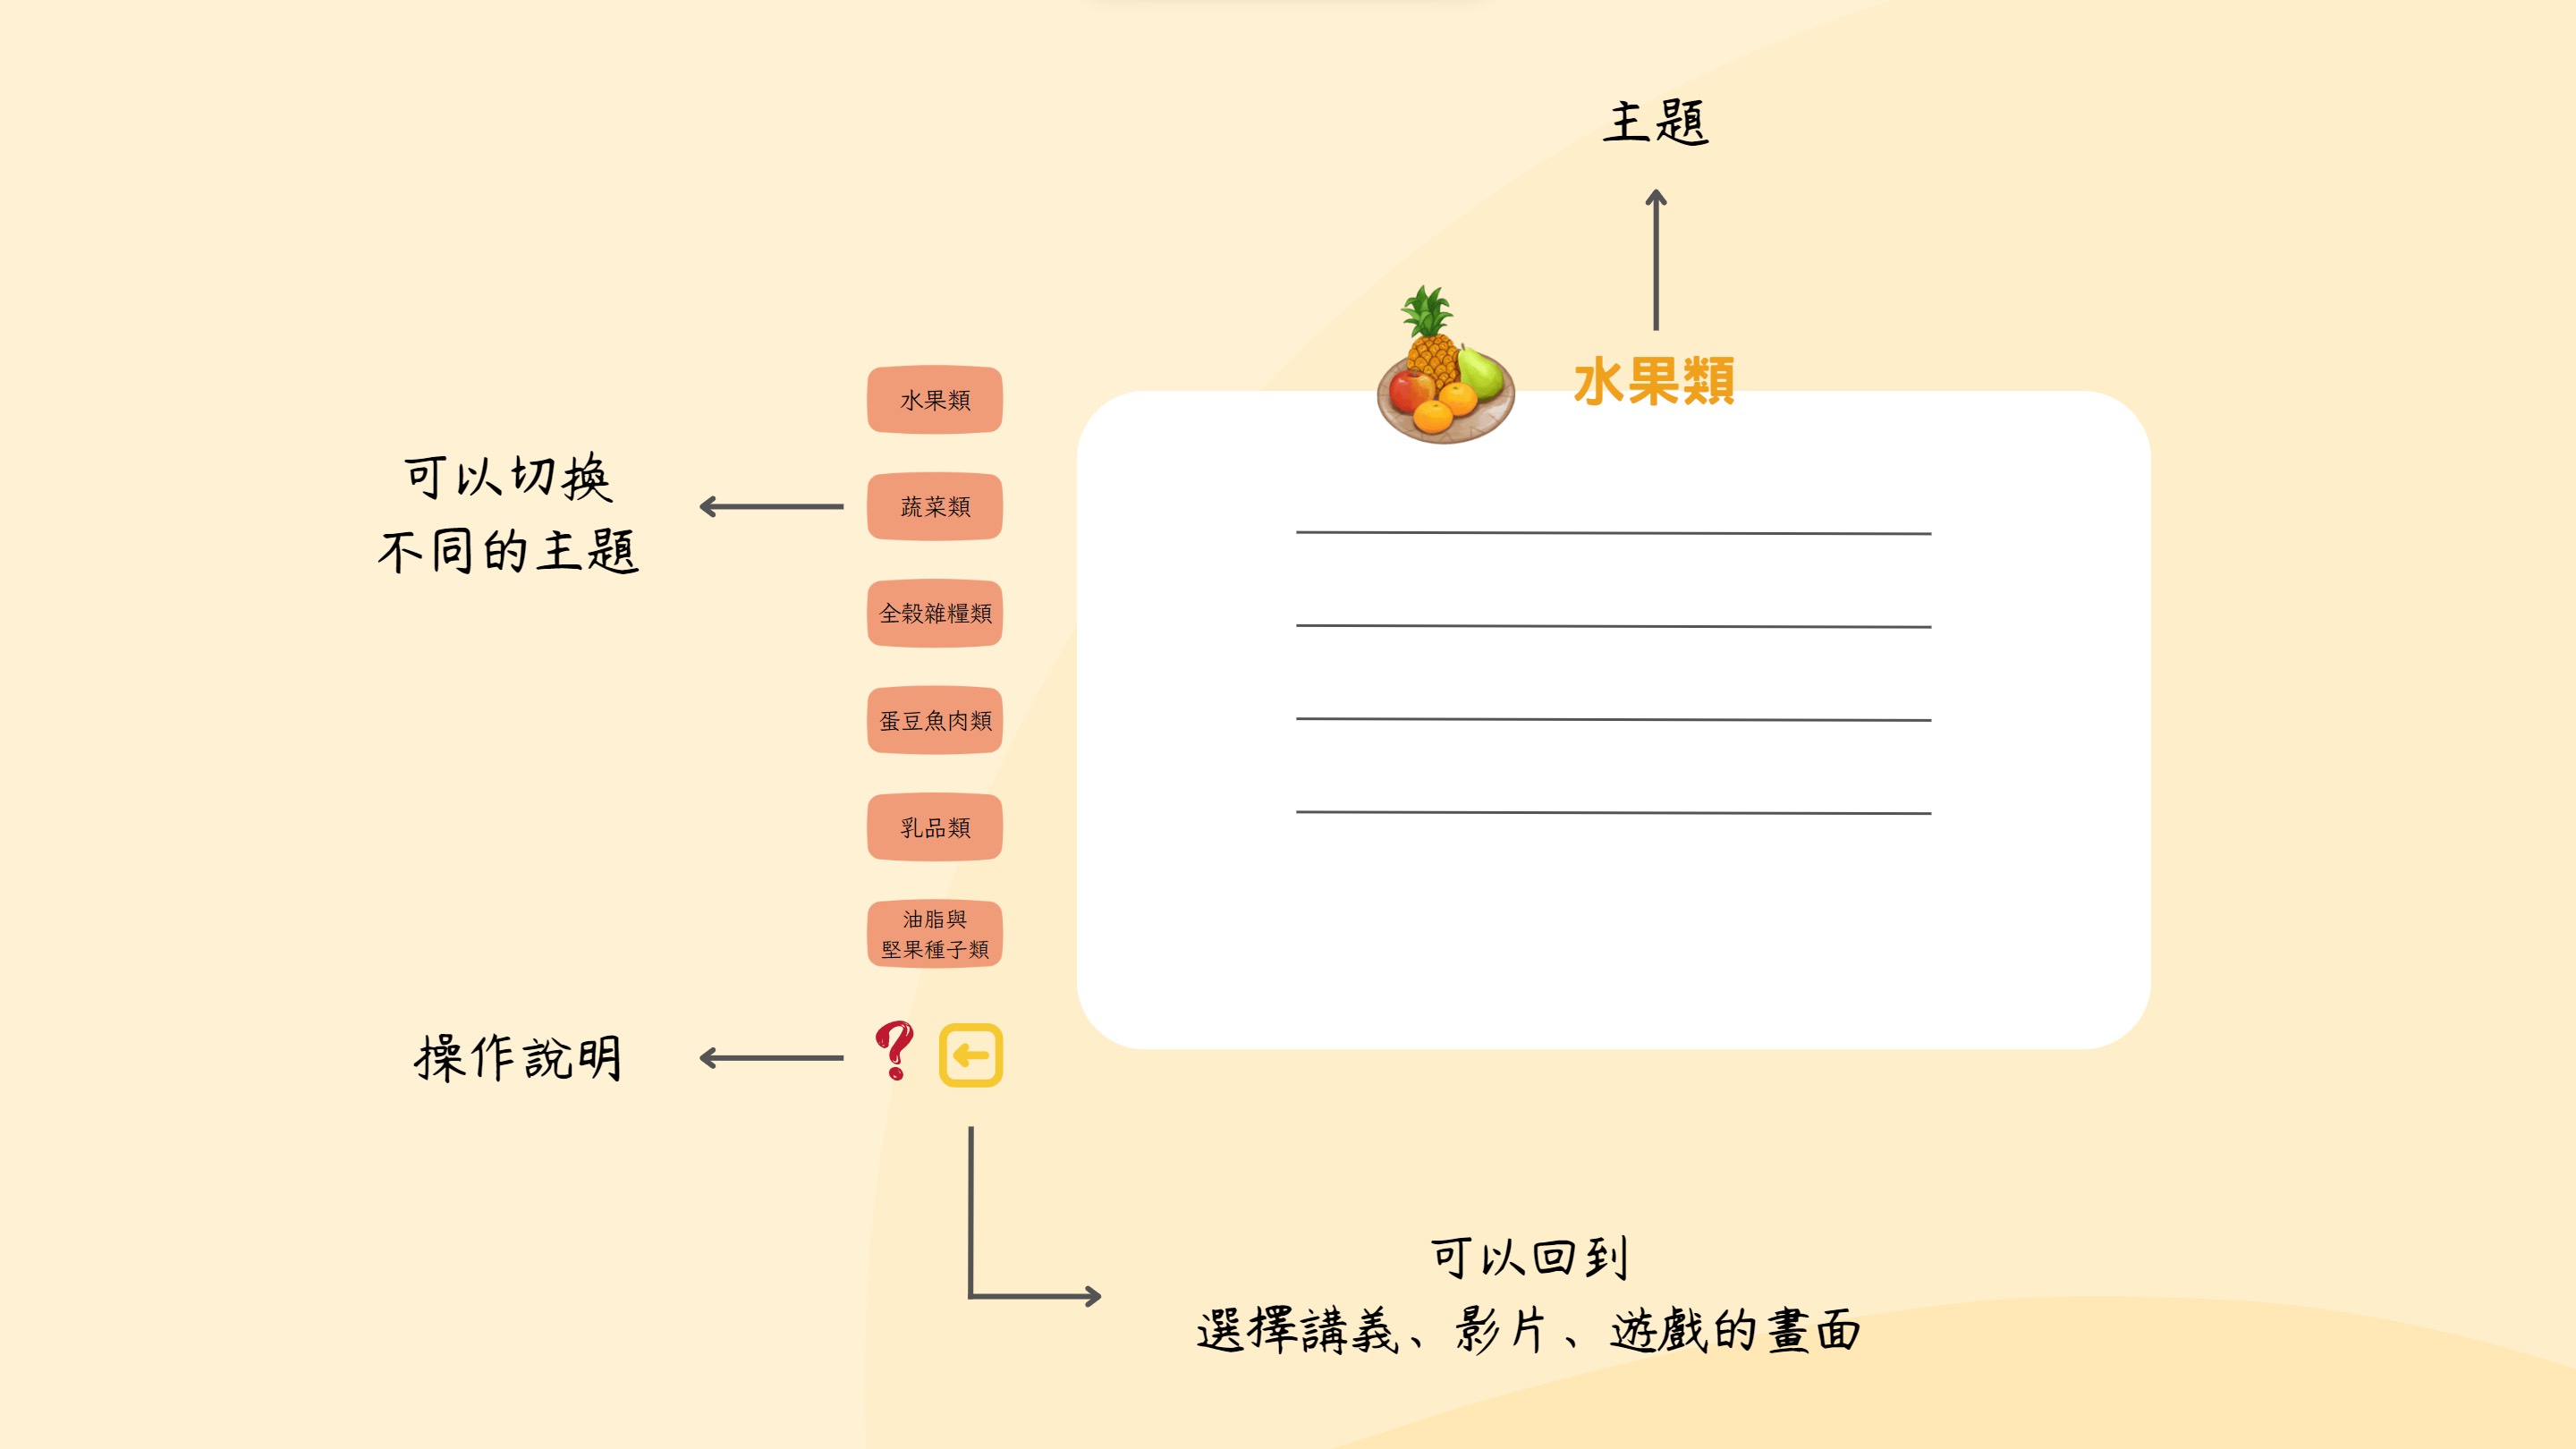 主題
水果類
水果類
可以切換
不同的主題
蔬菜類
全穀雜糧類
蛋豆魚肉類
乳品類
油脂與
堅果種子類
操作說明
?
可以回到
選擇講義、影片、遊戲的畫面